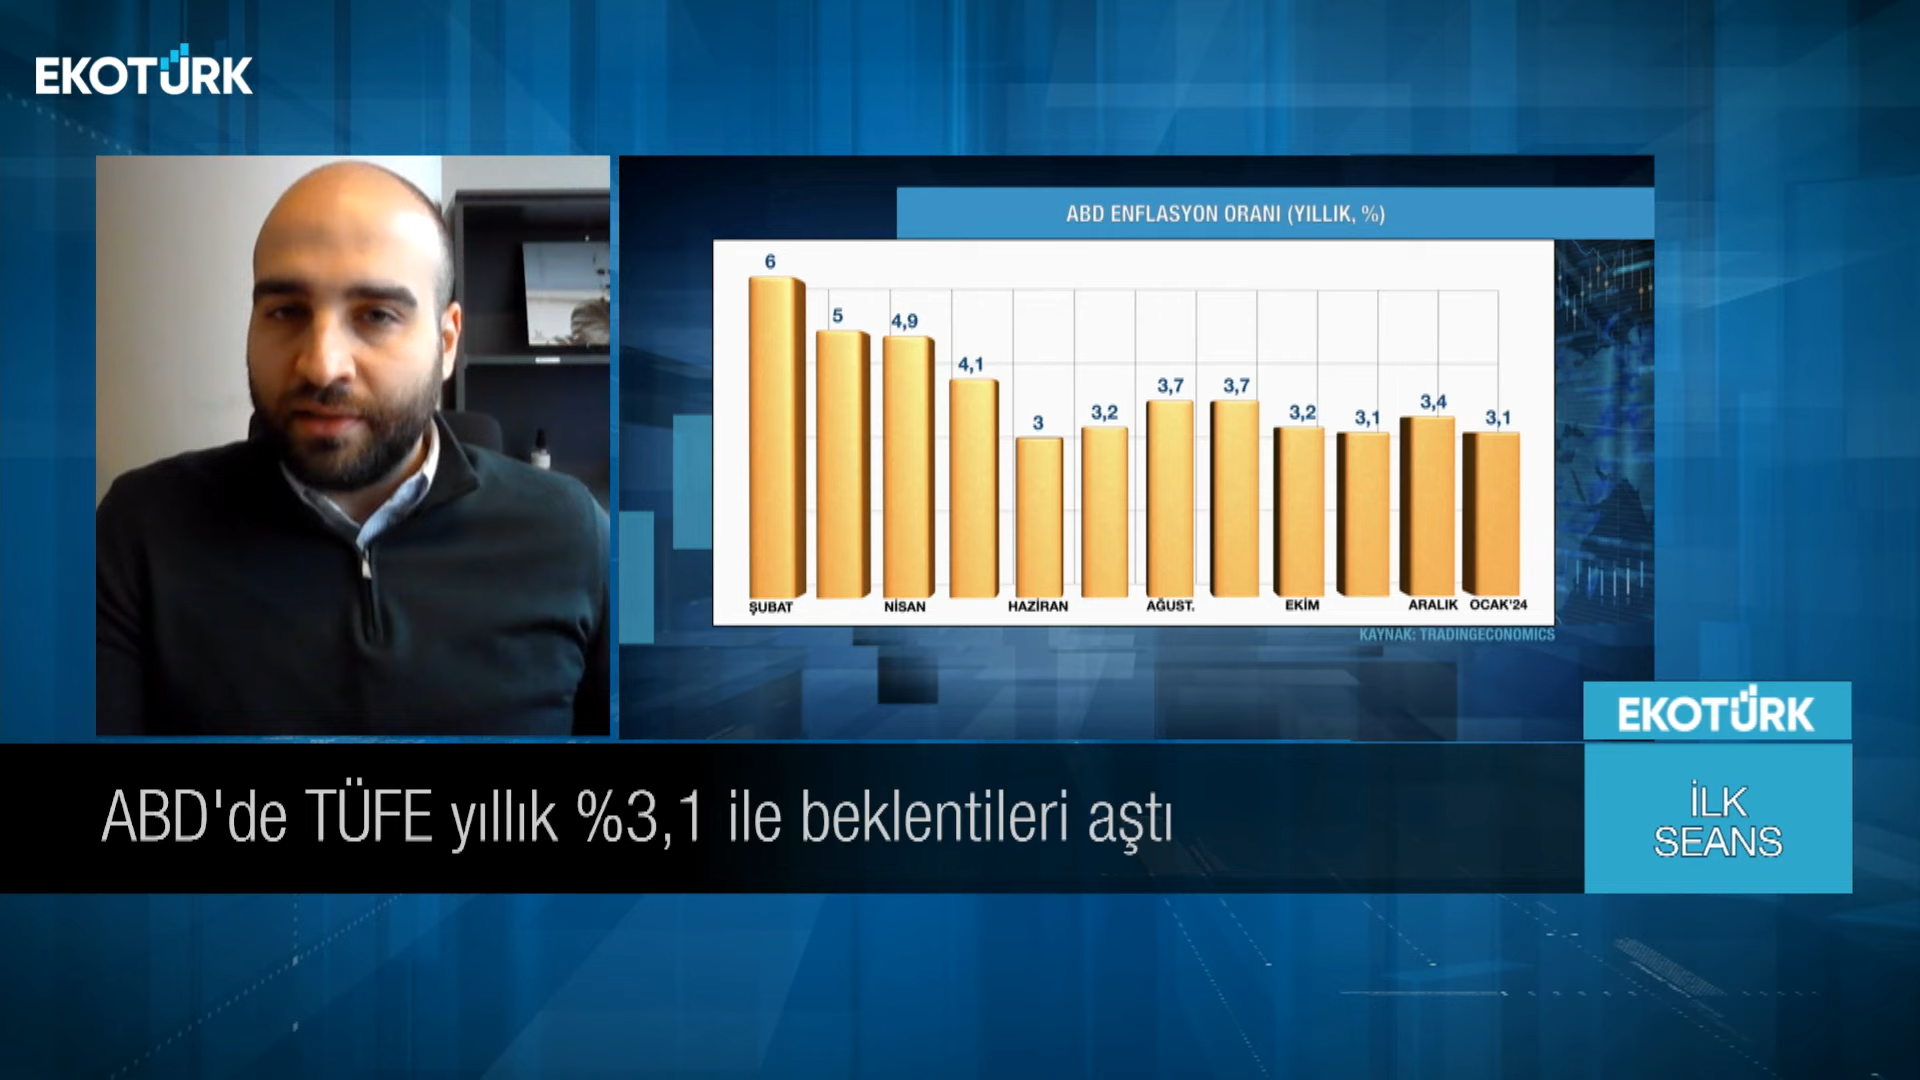 EKOTÜRK
ABD ENFLASYON ORANI (YILLIK, %)
6
5
4,9
4,1
3
3,2
3,7
3,7
3,2
3,1
3,4
3,1
ŞUBAT
NİSAN
HAZİRAN
AĞUST.
EKİM
ARALIK
OCAK'24
KAYNAK: TRADINGECONOMICS
EKOTÜRK
ABD'de TÜFE yıllık %3,1 ile beklentileri aştı
İLK
SEANS